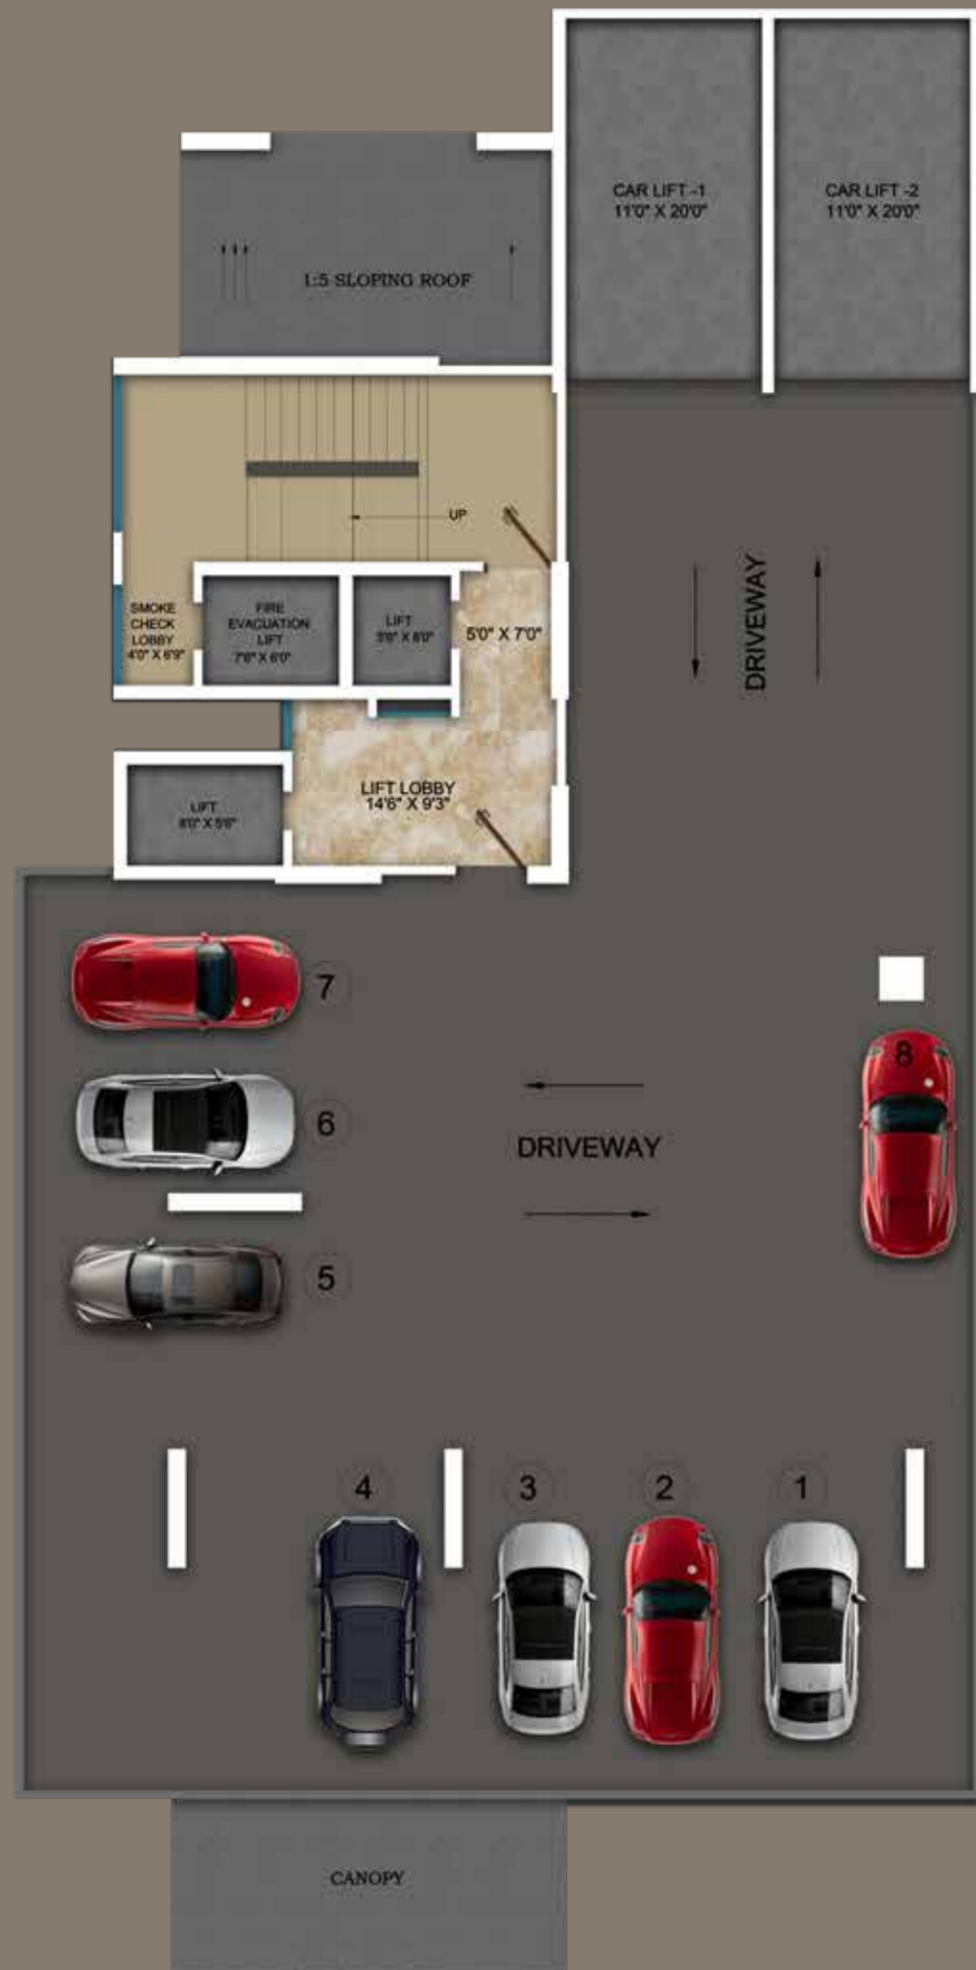 CAR LIFT -1
11'0" X 20'0"
CAR LIFT -2
11'0" X 20'0"
1:5 SLOPING ROOF
UP
SMOKE
CHECK
LOBBY
4'0" X 6'9"
FIRE
EVACUATION
LIFT
7'6" X 6'0"
LIFT
5'6" X 6'0"
5'0" X 7'0"
DRIVEWAY
LIFT LOBBY
14'6" X 9'3"
LIFT
8'0" X 5'6"
7
8
6
DRIVEWAY
5
4
3
2
1
CANOPY